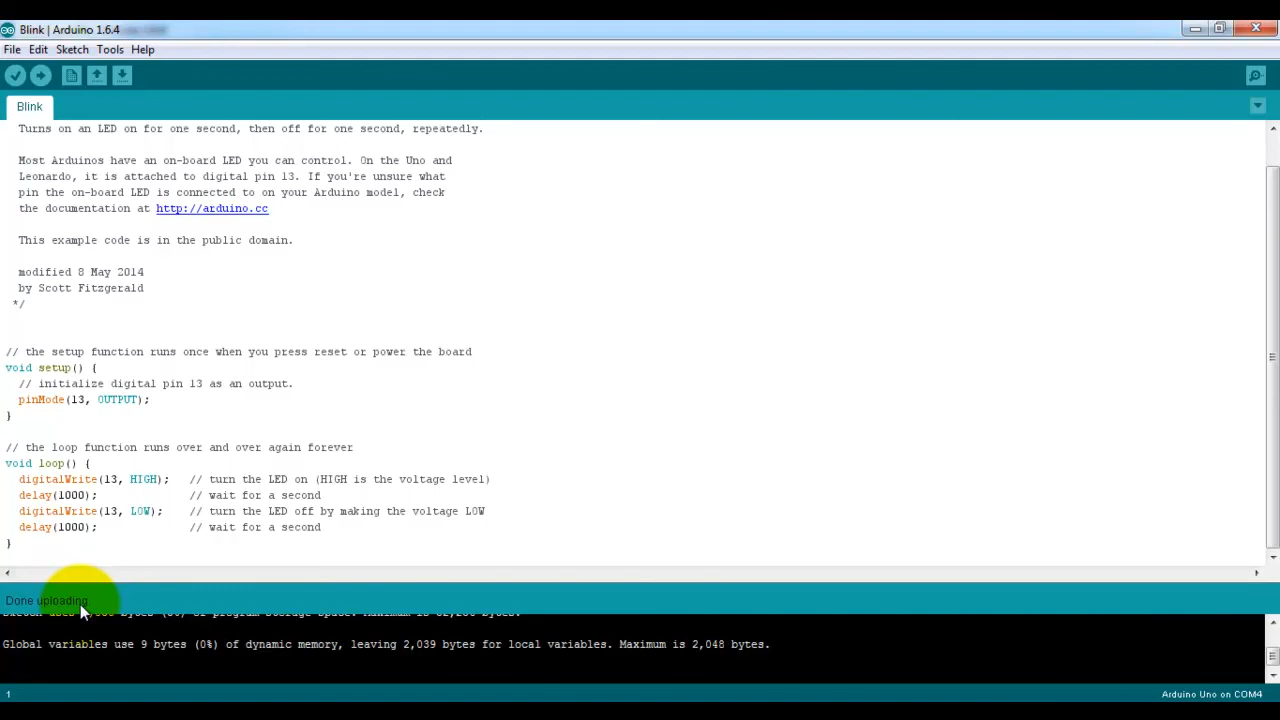 Blink | Arduino 1.6.4
File Edit Sketch Tools Help
Blink
Turns on an LED on for one second, then off for one second, repeatedly.
Most Arduinos have an on-board LED you can control. On the Uno and
Leonardo, it is attached to digital pin 13. If you're unsure what
pin the on-board LED is connected to on your Arduino model, check
the documentation at http://arduino.cc
This example code is in the public domain.
modified 8 May 2014
by Scott Fitzgerald
*/
// the setup function runs once when you press reset or power the board
void setup() {
// initialize digital pin 13 as an output.
pinMode(13, OUTPUT);
}
// the loop function runs over and over again forever
void loop() {
digitalWrite(13, HIGH);   // turn the LED on (HIGH is the voltage level)
delay(1000);              // wait for a second
digitalWrite(13, LOW);    // turn the LED off by making the voltage LOW
delay(1000);              // wait for a second
}
Done uploading
bytes (0%) of program storage space. Maximum is
Global variables use 9 bytes (0%) of dynamic memory, leaving 2,039 bytes for local variables. Maximum is 2,048 bytes.
1
Arduino Uno on COM4